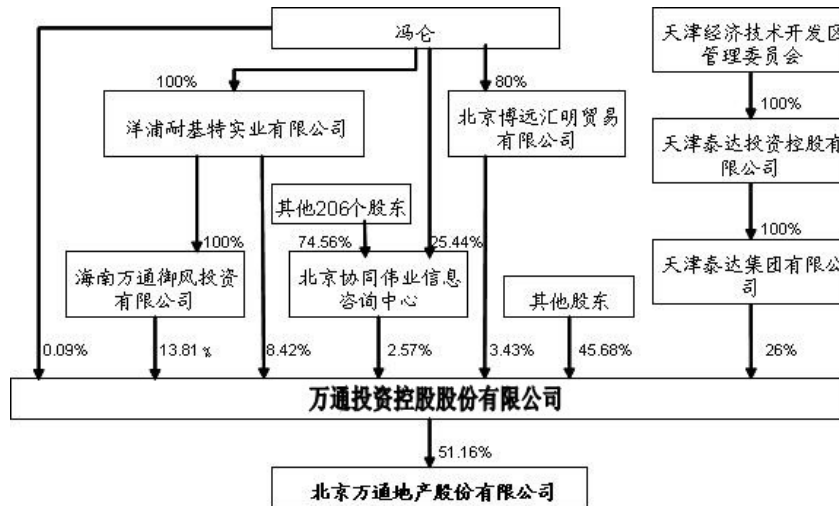 冯仑
天津经济技术开发区
管理委员会
100%
80%
100%
洋浦耐基特实业有限公司
北京博远汇明贸易
有限公司
天津泰达投资控股有
限公司
其他206个股东
100%
74.56%
25.44%
100%
海南万通御风投资
有限公司
北京协同伟业信息
咨询中心
其他股东
天津泰达集团有限公
司
0.09%
13.81%
8.42%
2.57%
3.43%
45.68%
26%
万通投资控股股份有限公司
51.16%
北京万通地产股份有限公司